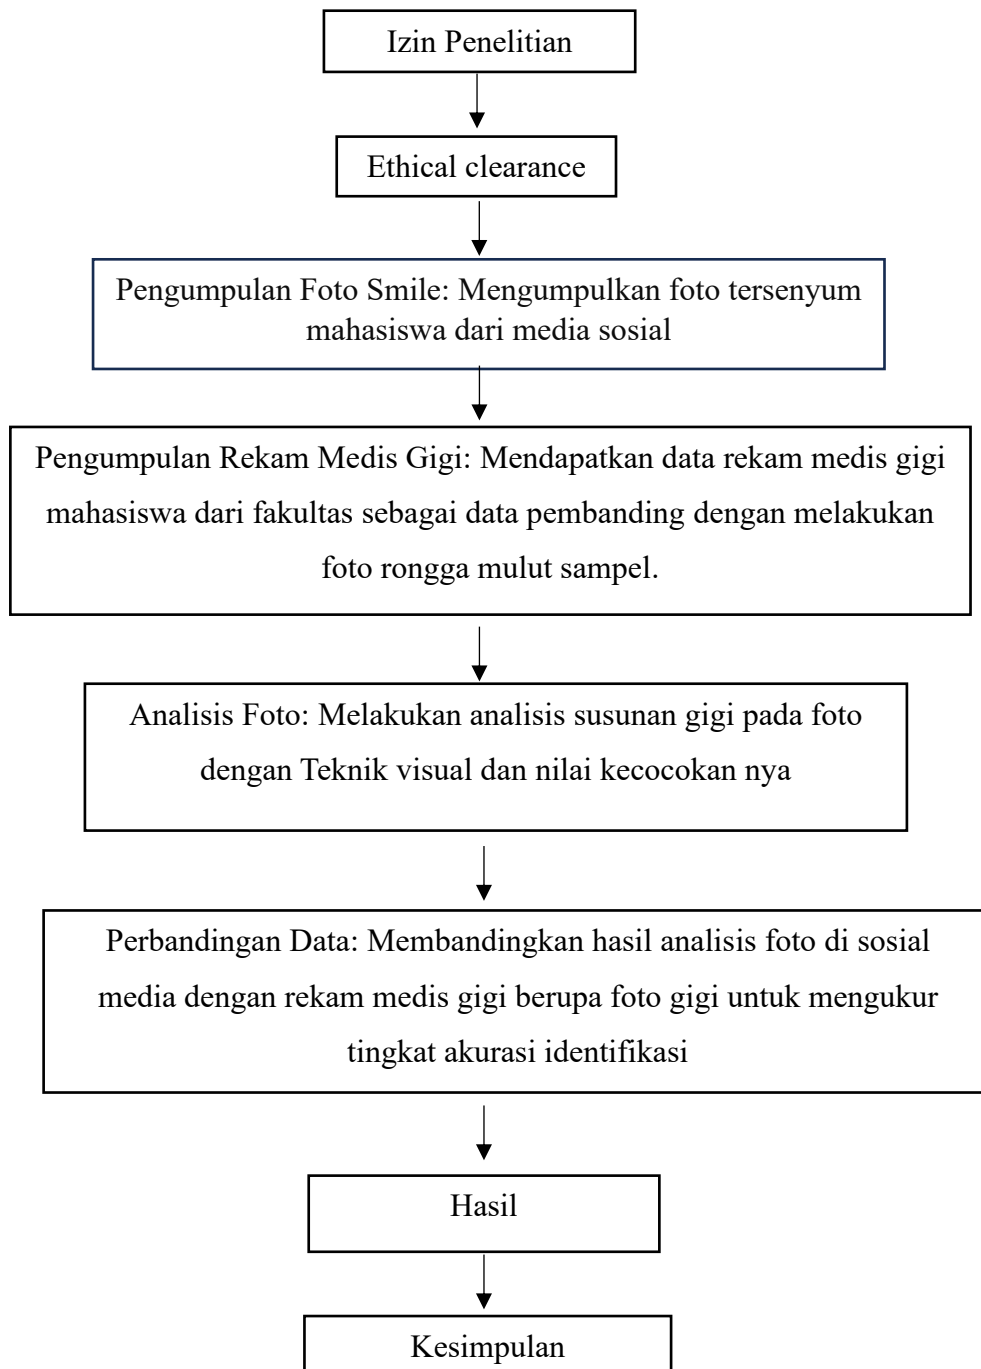 Izin Penelitian
Ethical clearance
Pengumpulan Foto Smile: Mengumpulkan foto tersenyum
mahasiswa dari media sosial
Pengumpulan Rekam Medis Gigi: Mendapatkan data rekam medis gigi
mahasiswa dari fakultas sebagai data pembanding dengan melakukan
foto rongga mulut sampel.
Analisis Foto: Melakukan analisis susunan gigi pada foto
dengan Teknik visual dan nilai kecocokan nya
Perbandingan Data: Membandingkan hasil analisis foto di sosial
media dengan rekam medis gigi berupa foto gigi untuk mengukur
tingkat akurasi identifikasi
Hasil
Kesimpulan